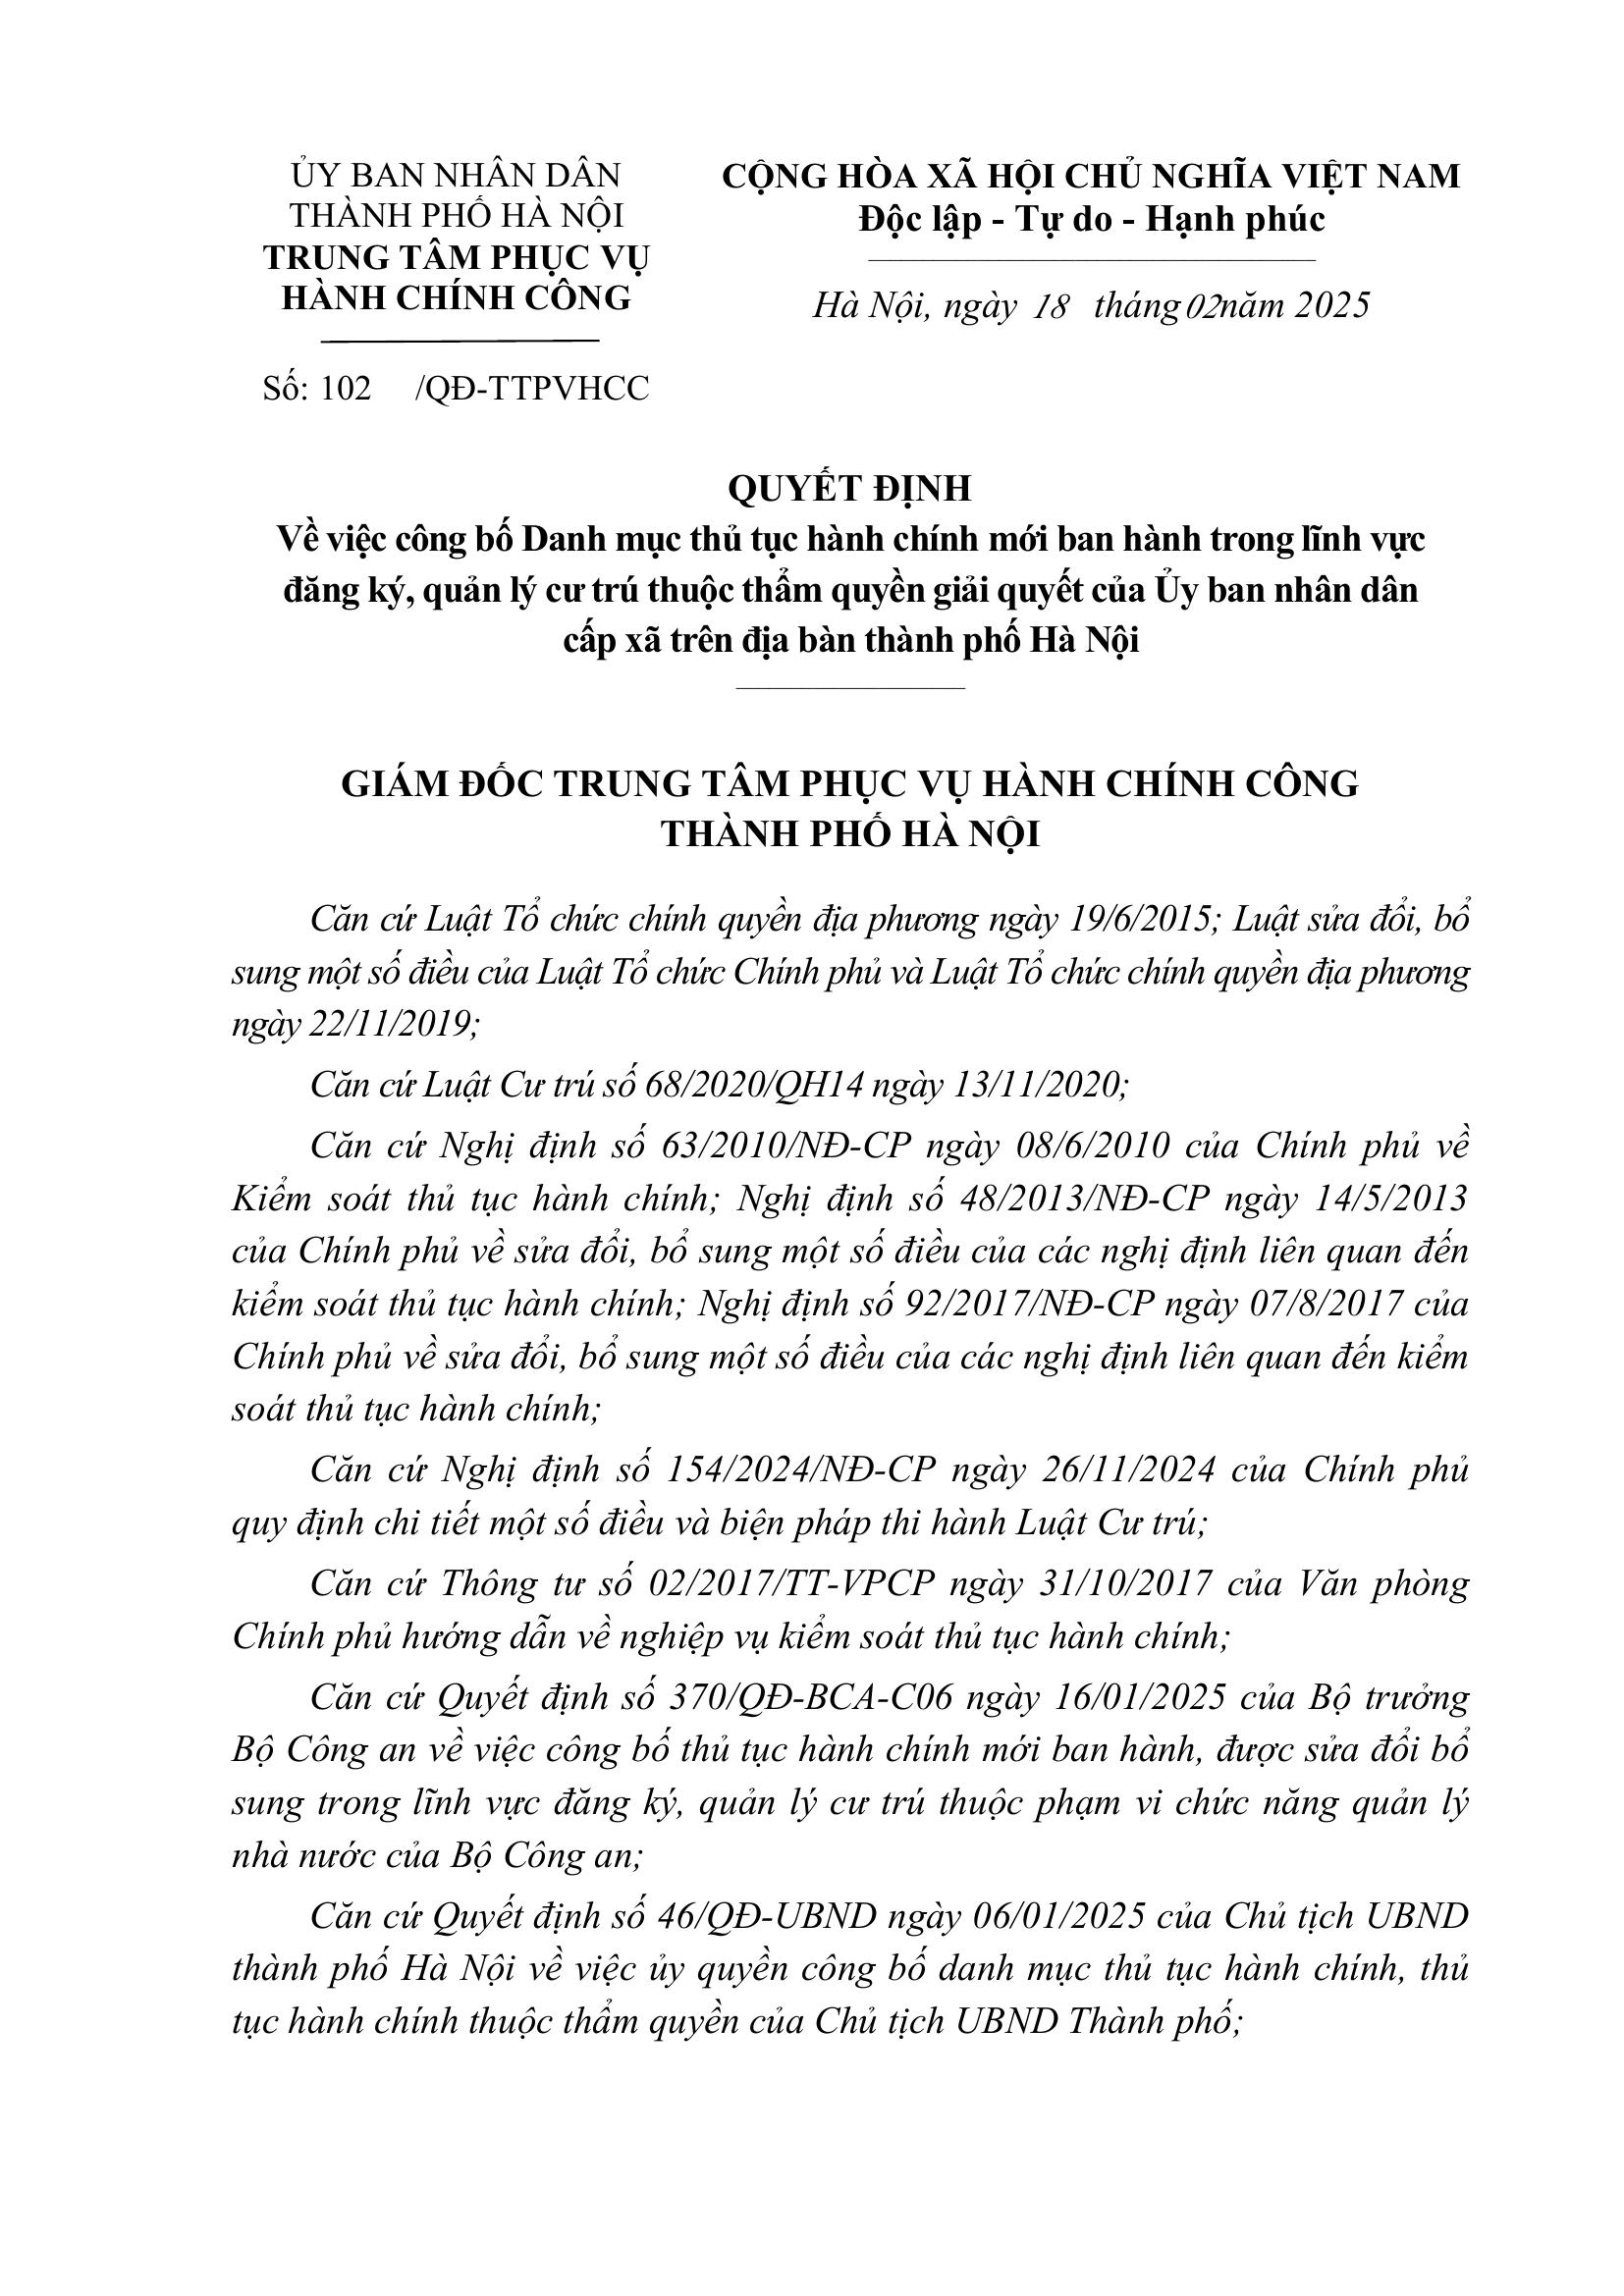 ỦY BAN NHÂN DÂN
THÀNH PHỐ HÀ NỘI
TRUNG TÂM PHỤC VỤ
HÀNH CHÍNH CÔNG
Số: 102 /QĐ-TTPVHCC
CỘNG HÒA XÃ HỘI CHỦ NGHĨA VIỆT NAM
Độc lập - Tự do - Hạnh phúc
Hà Nội, ngày 18 tháng 02 năm 2025
QUYẾT ĐỊNH
Về việc công bố Danh mục thủ tục hành chính mới ban hành trong lĩnh vực
đăng ký, quản lý cư trú thuộc thẩm quyền giải quyết của Ủy ban nhân dân
cấp xã trên địa bàn thành phố Hà Nội
GIÁM ĐỐC TRUNG TÂM PHỤC VỤ HÀNH CHÍNH CÔNG
THÀNH PHỐ HÀ NỘI
Căn cứ Luật Tổ chức chính quyền địa phương ngày 19/6/2015; Luật sửa đổi, bổ
sung một số điều của Luật Tổ chức Chính phủ và Luật Tổ chức chính quyền địa phương
ngày 22/11/2019;
Căn cứ Luật Cư trú số 68/2020/QH14 ngày 13/11/2020;
Căn cứ Nghị định số 63/2010/NĐ-CP ngày 08/6/2010 của Chính phủ về
Kiểm soát thủ tục hành chính; Nghị định số 48/2013/NĐ-CP ngày 14/5/2013
của Chính phủ về sửa đổi, bổ sung một số điều của các nghị định liên quan đến
kiểm soát thủ tục hành chính; Nghị định số 92/2017/NĐ-CP ngày 07/8/2017 của
Chính phủ về sửa đổi, bổ sung một số điều của các nghị định liên quan đến kiểm
soát thủ tục hành chính;
Căn cứ Nghị định số 154/2024/NĐ-CP ngày 26/11/2024 của Chính phủ
quy định chi tiết một số điều và biện pháp thi hành Luật Cư trú;
Căn cứ Thông tư số 02/2017/TT-VPCP ngày 31/10/2017 của Văn phòng
Chính phủ hướng dẫn về nghiệp vụ kiểm soát thủ tục hành chính;
Căn cứ Quyết định số 370/QĐ-BCA-C06 ngày 16/01/2025 của Bộ trưởng
Bộ Công an về việc công bố thủ tục hành chính mới ban hành, được sửa đổi bổ
sung trong lĩnh vực đăng ký, quản lý cư trú thuộc phạm vi chức năng quản lý
nhà nước của Bộ Công an;
Căn cứ Quyết định số 46/QĐ-UBND ngày 06/01/2025 của Chủ tịch UBND
thành phố Hà Nội về việc ủy quyền công bố danh mục thủ tục hành chính, thủ
tục hành chính thuộc thẩm quyền của Chủ tịch UBND Thành phố;